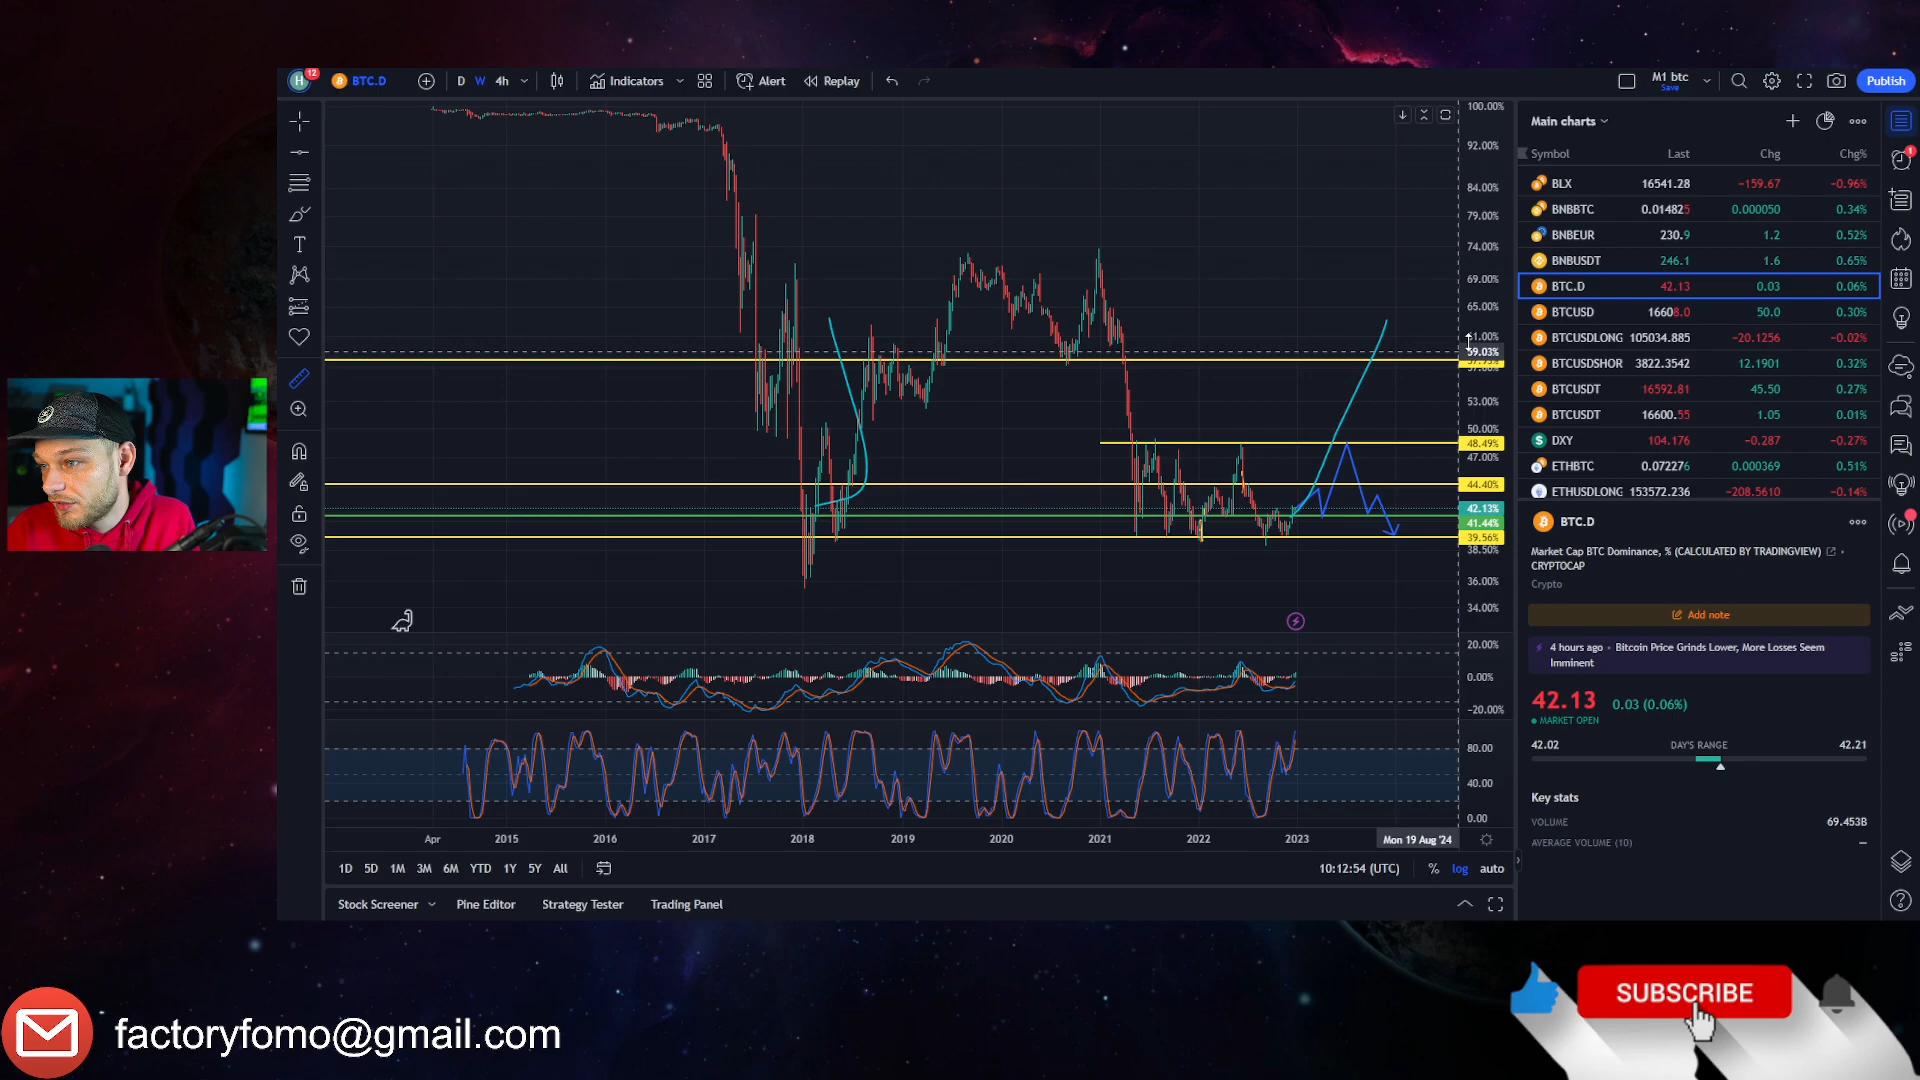 H 12 BTC.D D W 4h Indicators Alert Replay M1 btc Save Publish
100.00%
92.00%
84.00%
79.00%
74.00%
69.00%
65.00%
61.00%
59.03%
53.00%
50.00%
48.49%
47.00%
44.40%
42.13%
41.44%
39.56%
38.50%
36.00%
34.00%
20.00%
0.00%
-20.00%
80.00
40.00
0.00
Apr 2015 2016 2017 2018 2019 2020 2021 2022 2023 Mon 19 Aug '24
1D 5D 1M 3M 6M YTD 1Y 5Y All 10:12:54 (UTC) % log auto
Stock Screener Pine Editor Strategy Tester Trading Panel
Main charts
Symbol Last Chg Chg%
BLX 16541.28 −159.67 −0.96%
BNBBTC 0.014825 0.000050 0.34%
BNBEUR 230.9 1.2 0.52%
BNBUSDT 246.1 1.6 0.65%
BTC.D 42.13 0.03 0.06%
BTCUSD 16608.0 50.0 0.30%
BTCUSDLONG 105034.885 −20.1256 −0.02%
BTCUSDSHOR 3822.3542 12.1901 0.32%
BTCUSDT 16592.81 45.50 0.27%
BTCUSDT 16600.55 1.05 0.01%
DXY 104.176 −0.287 −0.27%
ETHBTC 0.072276 0.000369 0.51%
ETHUSDLONG 153572.236 −208.5610 −0.14%
BTC.D
Market Cap BTC Dominance, % (CALCULATED BY TRADINGVIEW) •
CRYPTOCAP
Crypto
Add note
4 hours ago • Bitcoin Price Grinds Lower, More Losses Seem
Imminent
42.13 0.03 (0.06%)
MARKET OPEN
42.02 DAY'S RANGE 42.21
Key stats
VOLUME 69.453B
AVERAGE VOLUME (10) —
1
factoryfomo@gmail.com
SUBSCRIBE